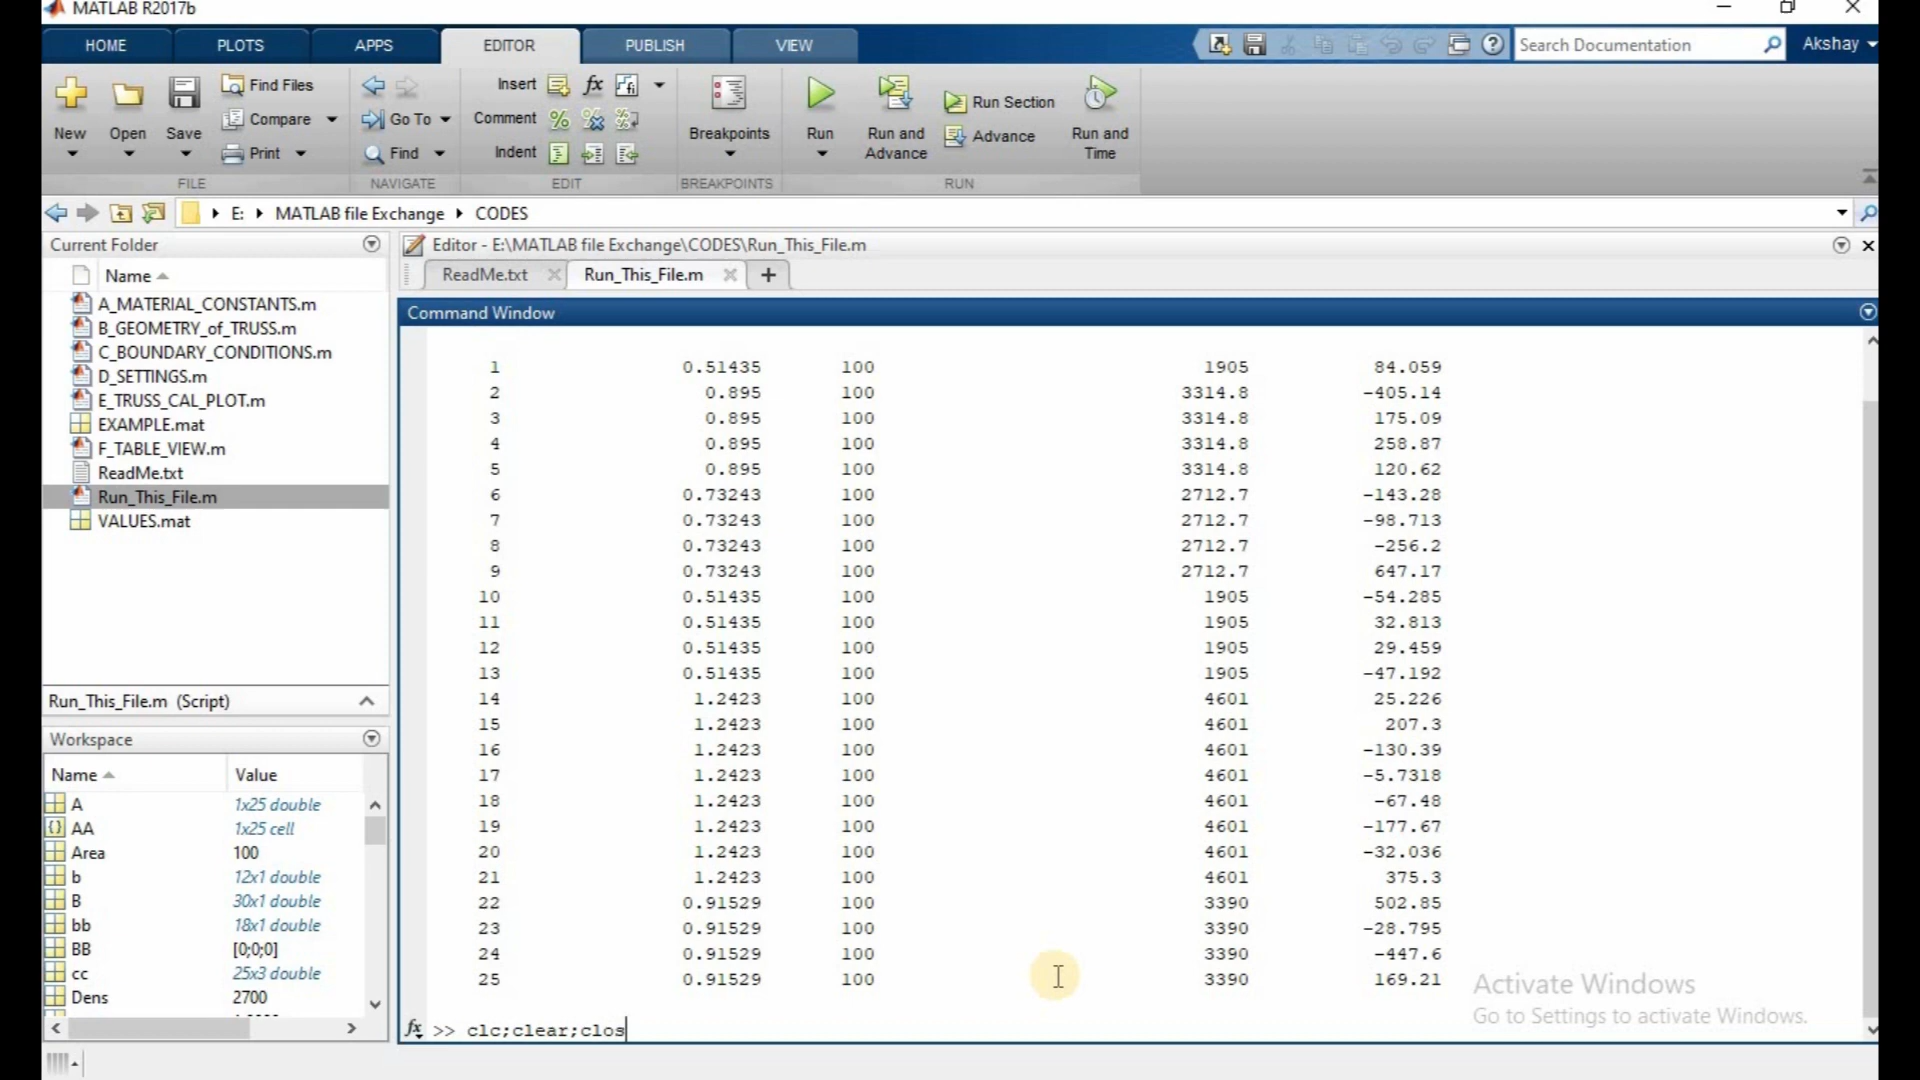 MATLAB R2017b
HOME PLOTS APPS EDITOR PUBLISH VIEW Search Documentation Akshay
New Open Save Find Files Compare Print
FILE
Go To Find
NAVIGATE
Insert fx Comment Indent
EDIT
Breakpoints
BREAKPOINTS
Run Run and Advance Run Section Advance Run and Time
RUN
E: MATLAB file Exchange CODES
Current Folder
Name
A_MATERIAL_CONSTANTS.m
B_GEOMETRY_of_TRUSS.m
C_BOUNDARY_CONDITIONS.m
D_SETTINGS.m
E_TRUSS_CAL_PLOT.m
EXAMPLE.mat
F_TABLE_VIEW.m
ReadMe.txt
Run_This_File.m
VALUES.mat
Run_This_File.m (Script)
Workspace
Name Value
A 1x25 double
AA 1x25 cell
Area 100
b 12x1 double
B 30x1 double
bb 18x1 double
BB [0;0;0]
cc 25x3 double
Dens 2700
Editor - E:\MATLAB file Exchange\CODES\Run_This_File.m
ReadMe.txt Run_This_File.m
Command Window
1 0.51435 100 1905 84.059
2 0.895 100 3314.8 -405.14
3 0.895 100 3314.8 175.09
4 0.895 100 3314.8 258.87
5 0.895 100 3314.8 120.62
6 0.73243 100 2712.7 -143.28
7 0.73243 100 2712.7 -98.713
8 0.73243 100 2712.7 -256.2
9 0.73243 100 2712.7 647.17
10 0.51435 100 1905 -54.285
11 0.51435 100 1905 32.813
12 0.51435 100 1905 29.459
13 0.51435 100 1905 -47.192
14 1.2423 100 4601 25.226
15 1.2423 100 4601 207.3
16 1.2423 100 4601 -130.39
17 1.2423 100 4601 -5.7318
18 1.2423 100 4601 -67.48
19 1.2423 100 4601 -177.67
20 1.2423 100 4601 -32.036
21 1.2423 100 4601 375.3
22 0.91529 100 3390 502.85
23 0.91529 100 3390 -28.795
24 0.91529 100 3390 -447.6
25 0.91529 100 3390 169.21
fx >> clc;clear;clos
Activate Windows
Go to Settings to activate Windows.